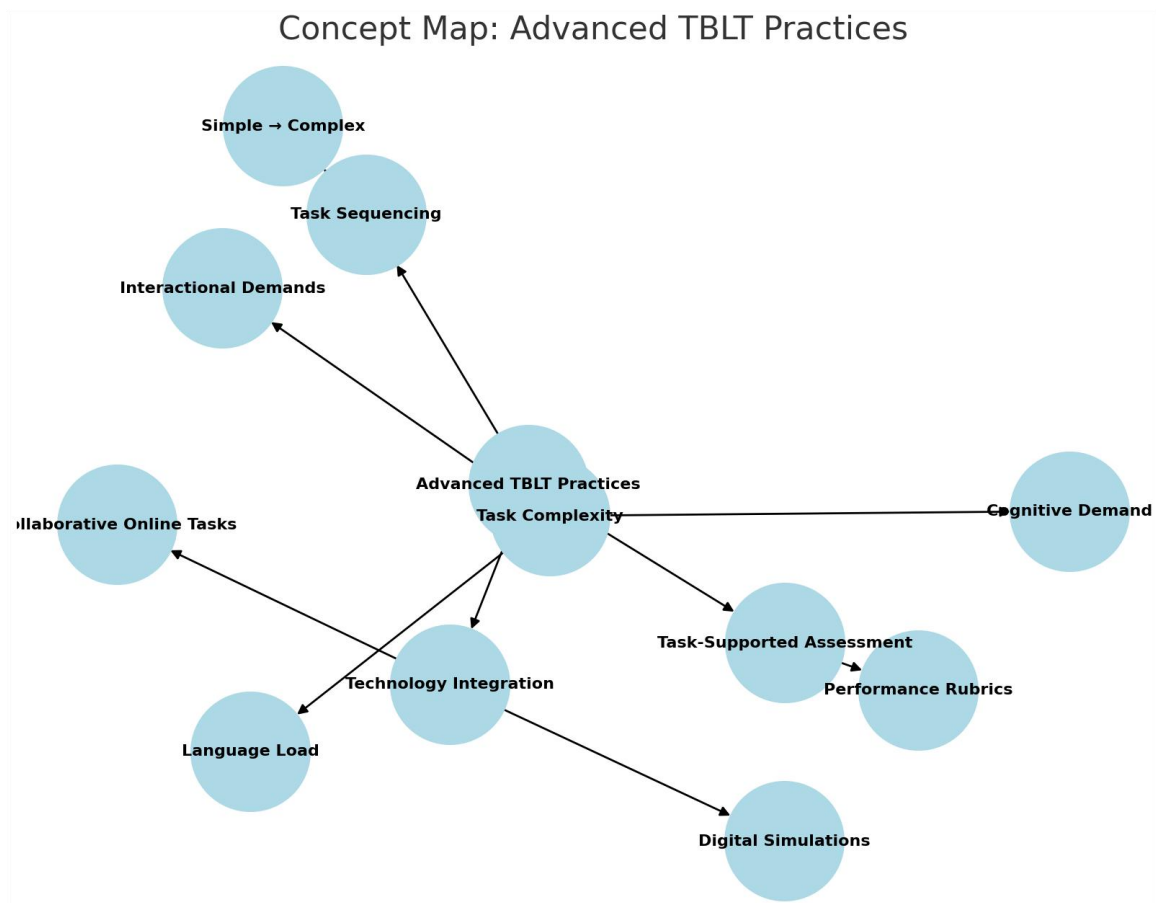 Concept Map: Advanced TBLT Practices
Simple → Complex
Task Sequencing
Interactional Demands
Advanced TBLT Practices
Task Complexity
Cognitive Demand
ollaborative Online Tasks
Task-Supported Assessment
Technology Integration
Performance Rubrics
Language Load
Digital Simulations